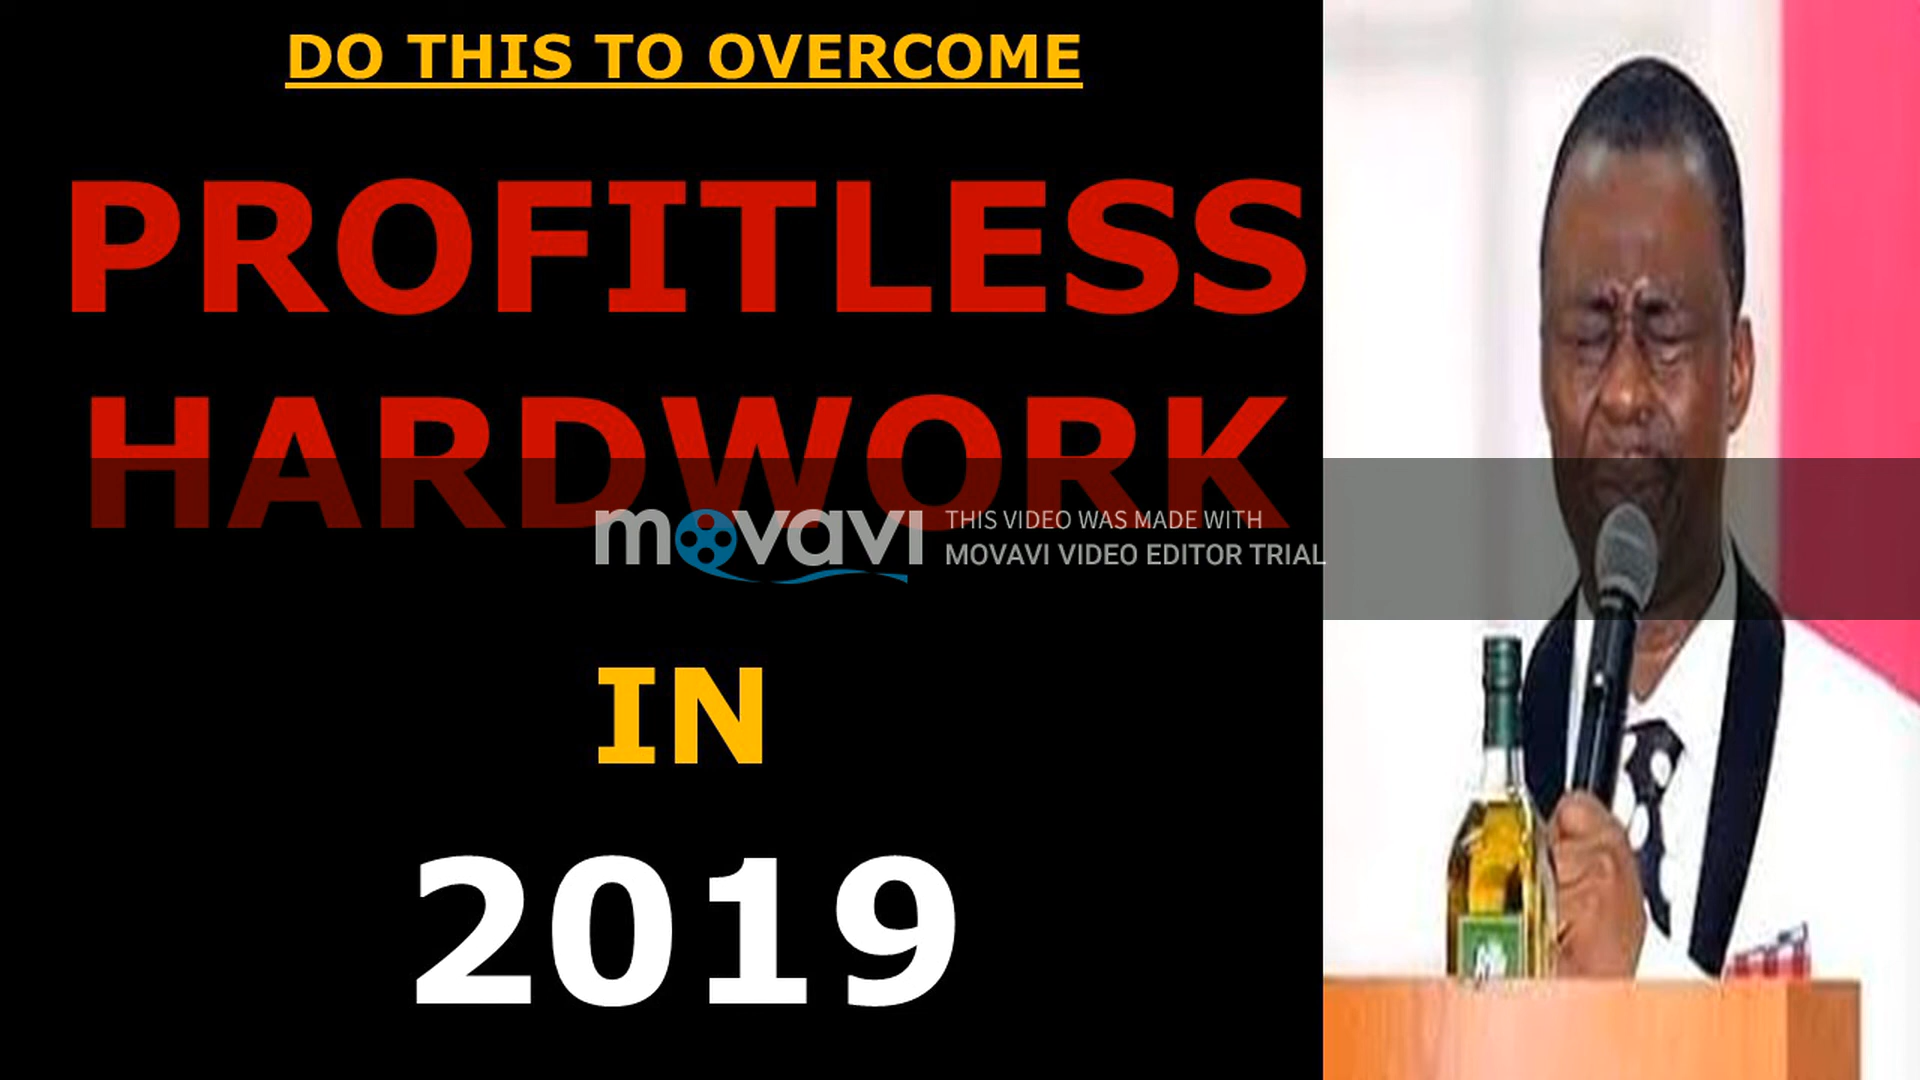 DO THIS TO OVERCOME
PROFITLESS
HARDWORK
movavi
THIS VIDEO WAS MADE WITH
MOVAVI VIDEO EDITOR TRIAL
IN
2019